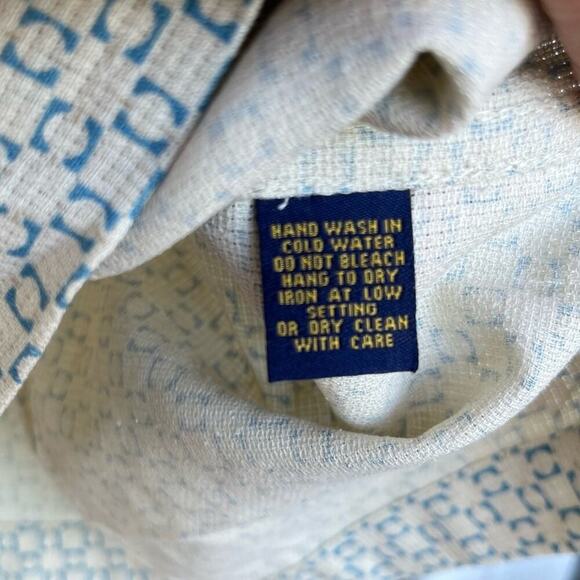 HAND WASH IN
COLD WATER
DO NOT BLEACH
HANG TO DRY
IRON AT LOW
SETTING
OR DRY CLEAN
WITH CARE